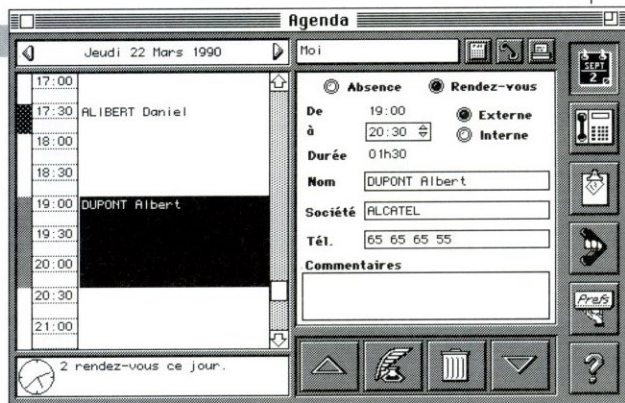 Agenda
Jeudi 22 Mars 1990
Moi
17:00
17:30 ALIBERT Daniel
18:00
18:30
19:00 DUPONT Albert
19:30
20:00
20:30
21:00
2 rendez-vous ce jour.
Absence Rendez-vous
De 19:00 Externe
à 20:30 Interne
Durée 01h30
Nom DUPONT Albert
Société ALCATEL
Tél. 65 65 65 55
Commentaires
SEPT
2
Prefs
?